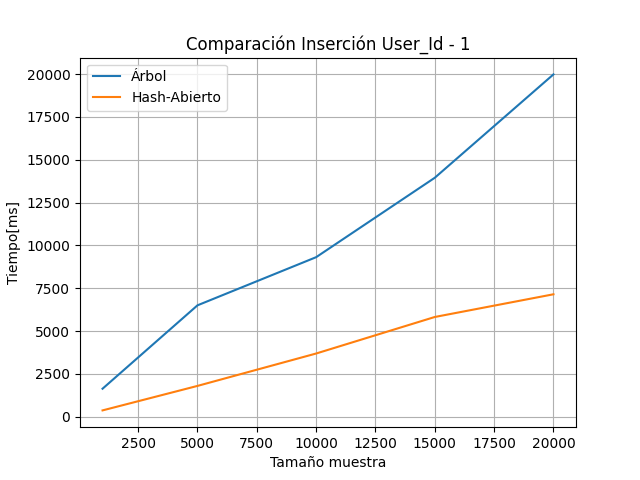 Comparación Inserción User_Id - 1
Árbol
Hash-Abierto
20000
17500
15000
12500
10000
7500
5000
2500
0
Tiempo[ms]
2500 5000 7500 10000 12500 15000 17500 20000
Tamaño muestra